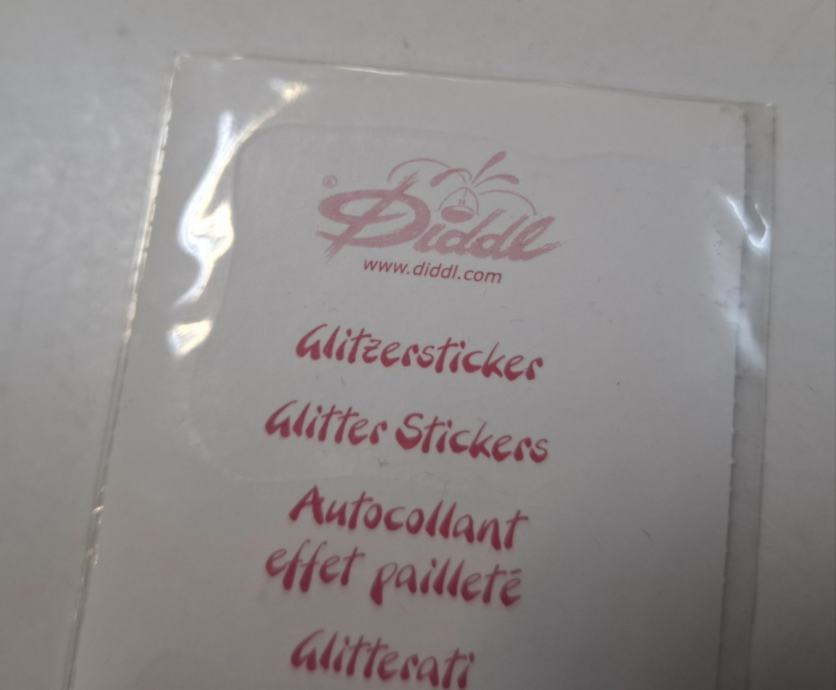 ® Diddl
www.diddl.com
Glitzersticker
Glitter Stickers
Autocollant
effet pailleté
Glitterati